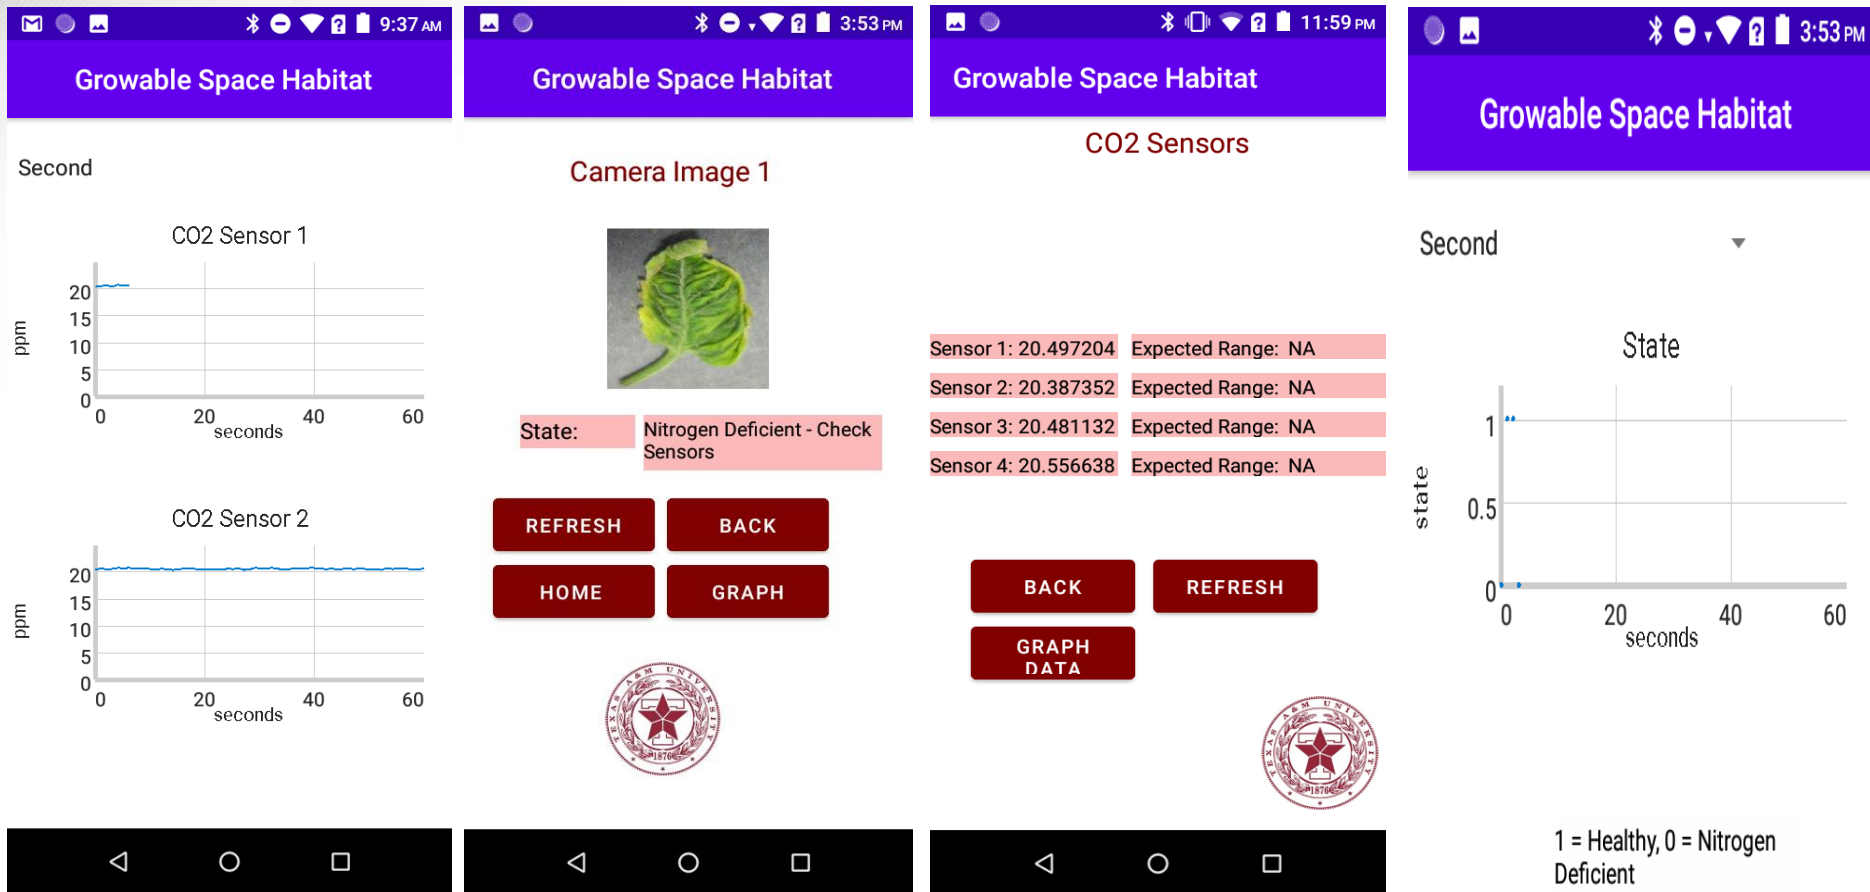 9:37 AM
Growable Space Habitat
Second
CO2 Sensor 1
ppm
20
15
10
5
0
0 20 40 60
seconds
CO2 Sensor 2
ppm
20
15
10
5
0
0 20 40 60
seconds
3:53 PM
Growable Space Habitat
Camera Image 1
State:
Nitrogen Deficient - Check
Sensors
REFRESH
BACK
HOME
GRAPH
TEXAS A&M UNIVERSITY
1876
11:59 PM
Growable Space Habitat
CO2 Sensors
Sensor 1: 20.497204 Expected Range: NA
Sensor 2: 20.387352 Expected Range: NA
Sensor 3: 20.481132 Expected Range: NA
Sensor 4: 20.556638 Expected Range: NA
BACK
REFRESH
GRAPH
DATA
TEXAS A&M UNIVERSITY
1876
3:53 PM
Growable Space Habitat
Second
State
state
1
0.5
0
0 20 40 60
seconds
1 = Healthy, 0 = Nitrogen
Deficient